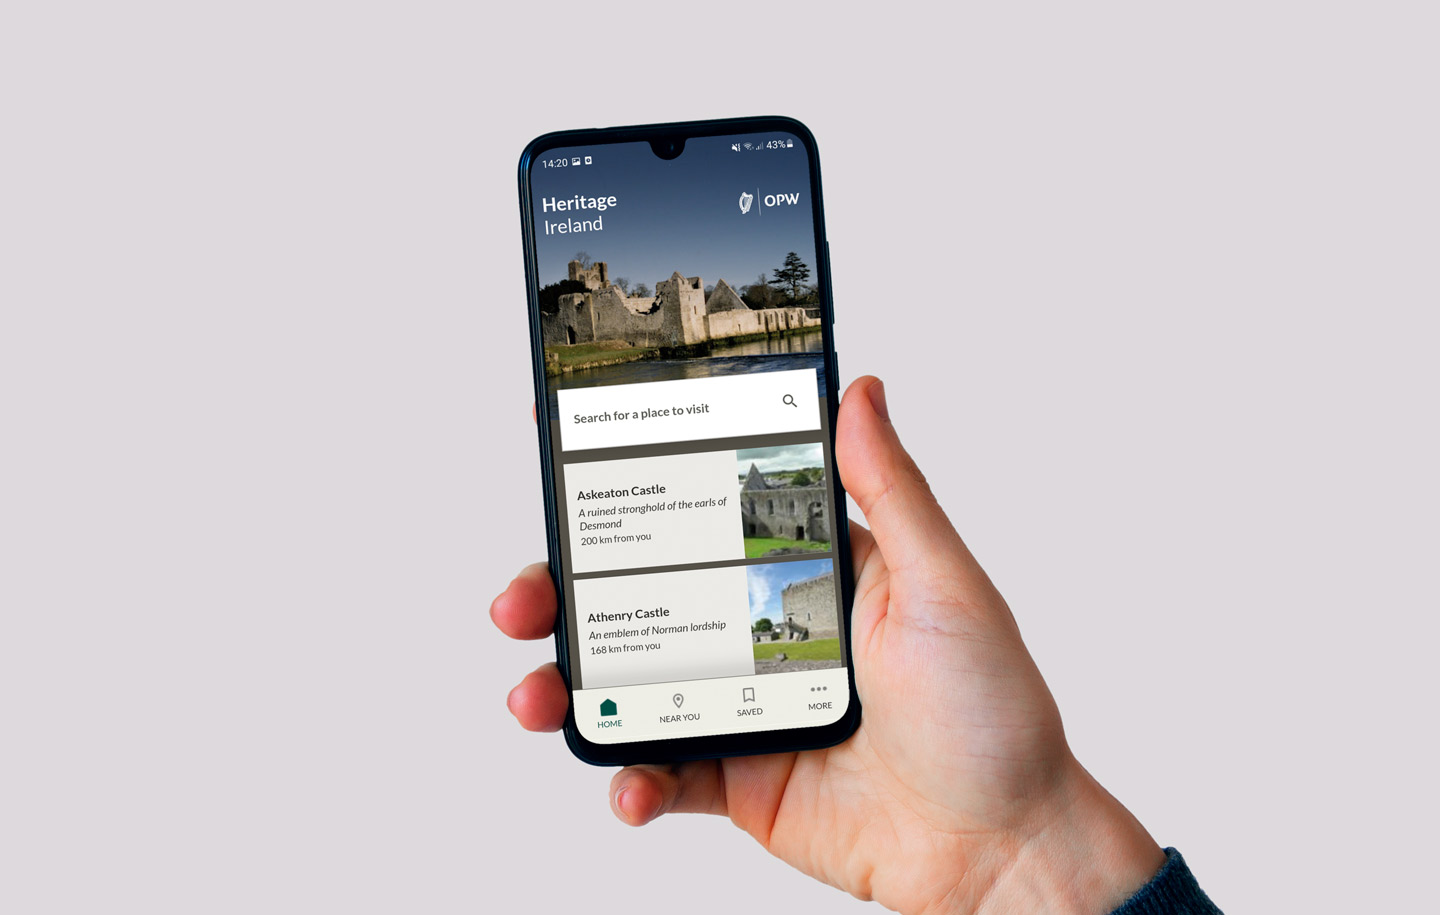 14:20
43%
Heritage
Ireland
OPW
Search for a place to visit
Askeaton Castle
A ruined stronghold of the earls of
Desmond
200 km from you
Athenry Castle
An emblem of Norman lordship
168 km from you
HOME
NEAR YOU
SAVED
MORE